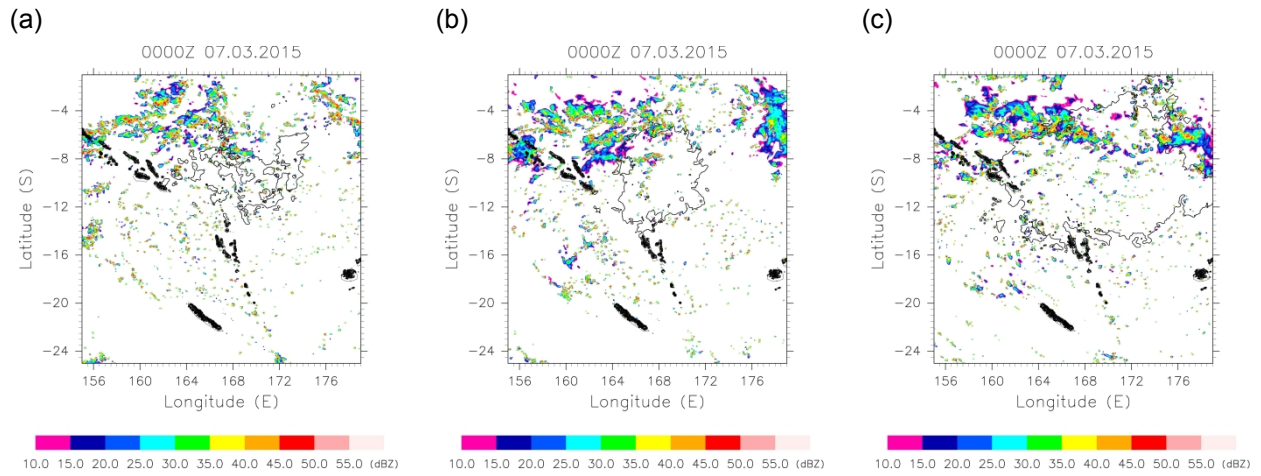 (a) (b) (c)
0000Z 07.03.2015 0000Z 07.03.2015 0000Z 07.03.2015
Latitude (S) Latitude (S) Latitude (S)
-4 -4 -4
-8 -8 -8
-12 -12 -12
-16 -16 -16
-20 -20 -20
-24 -24 -24
156 160 164 168 172 176 156 160 164 168 172 176 156 160 164 168 172 176
Longitude (E) Longitude (E) Longitude (E)
10.0 15.0 20.0 25.0 30.0 35.0 40.0 45.0 50.0 55.0 (dBZ) 10.0 15.0 20.0 25.0 30.0 35.0 40.0 45.0 50.0 55.0 (dBZ) 10.0 15.0 20.0 25.0 30.0 35.0 40.0 45.0 50.0 55.0 (dBZ)